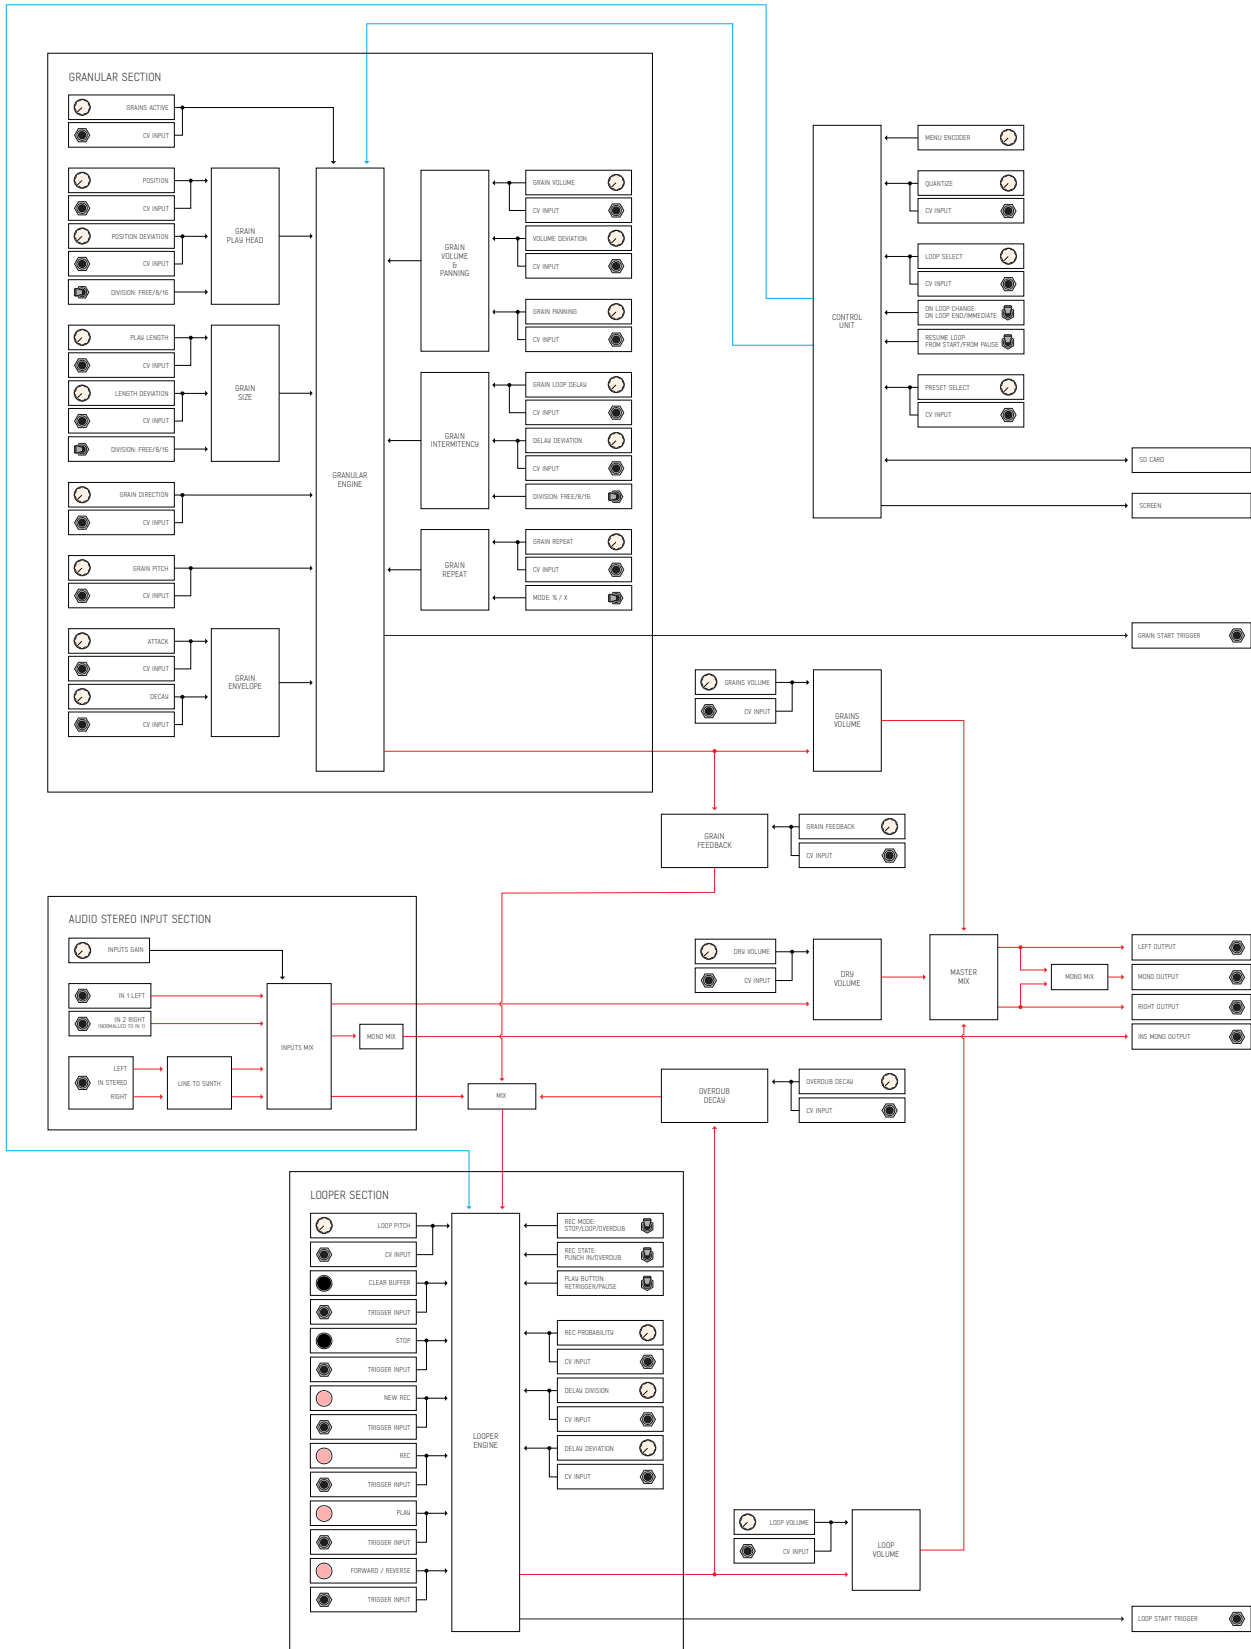 GRANULAR SECTION
GRAINS ACTIVE
CV INPUT
POSITION
CV INPUT
POSITION DEVIATION
CV INPUT
DIVISION: FREE/8/16
GRAIN
PLAY HEAD
PLAY LENGTH
CV INPUT
LENGTH DEVIATION
CV INPUT
DIVISION: FREE/8/16
GRAIN
SIZE
GRAIN DIRECTION
CV INPUT
GRAIN PITCH
CV INPUT
ATTACK
CV INPUT
DECAY
CV INPUT
GRAIN
ENVELOPE
GRANULAR
ENGINE
GRAIN
VOLUME
&
PANNING
GRAIN VOLUME
CV INPUT
VOLUME DEVIATION
CV INPUT
GRAIN PANNING
CV INPUT
GRAIN
INTERMITENCY
GRAIN LOOP DELAY
CV INPUT
DELAY DEVIATION
CV INPUT
DIVISION: FREE/8/16
GRAIN
REPEAT
GRAIN REPEAT
CV INPUT
MODE: % / X
CONTROL
UNIT
MENU ENCODER
QUANTIZE
CV INPUT
LOOP SELECT
CV INPUT
ON LOOP CHANGE:
ON LOOP END/IMMEDIATE
RESUME LOOP:
FROM START/FROM PAUSE
PRESET SELECT
CV INPUT
SD CARD
SCREEN
GRAIN START TRIGGER
GRAINS VOLUME
CV INPUT
GRAINS
VOLUME
GRAIN
FEEDBACK
GRAIN FEEDBACK
CV INPUT
AUDIO STEREO INPUT SECTION
INPUTS GAIN
IN 1 LEFT
IN 2 RIGHT
(NORMALLED TO IN 1)
LEFT
IN STEREO
RIGHT
LINE TO SYNTH
INPUTS MIX
MONO MIX
DRY VOLUME
CV INPUT
DRY
VOLUME
MASTER
MIX
MONO MIX
LEFT OUTPUT
MONO OUTPUT
RIGHT OUTPUT
INS MONO OUTPUT
MIX
OVERDUB
DECAY
OVERDUB DECAY
CV INPUT
LOOPER SECTION
LOOP PITCH
CV INPUT
CLEAR BUFFER
TRIGGER INPUT
STOP
TRIGGER INPUT
NEW REC
TRIGGER INPUT
REC
TRIGGER INPUT
PLAY
TRIGGER INPUT
FORWARD / REVERSE
TRIGGER INPUT
LOOPER
ENGINE
REC MODE:
STOP/LOOP/OVERDUB
REC STATE:
PUNCH IN/OVERDUB
PLAY BUTTON:
RETRIGGER/PAUSE
REC PROBABILITY
CV INPUT
DELAY DIVISION
CV INPUT
DELAY DEVIATION
CV INPUT
LOOP VOLUME
CV INPUT
LOOP
VOLUME
LOOP START TRIGGER